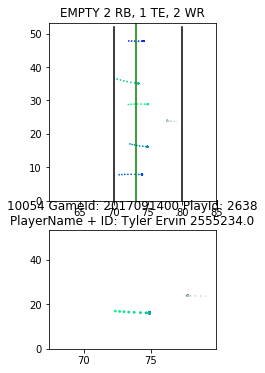 EMPTY 2 RB, 1 TE, 2 WR
50
40
30
20
10
0
65 70 75 80 85
10054 GameId: 2017091400 PlayId: 2638
PlayerName + ID: Tyler Ervin 2555234.0
40
20
0
70 75